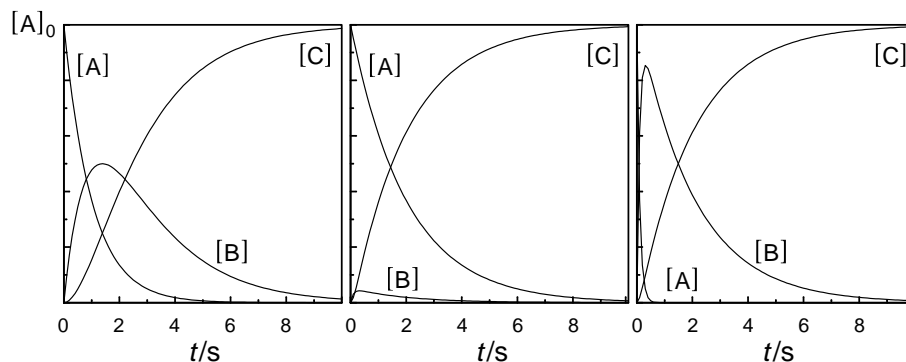 [A]₀
[A] [C] [A] [C] [C]
[B] [B] [B]
[A]
0 2 4 6 8 0 2 4 6 8 0 2 4 6 8
t/s t/s t/s